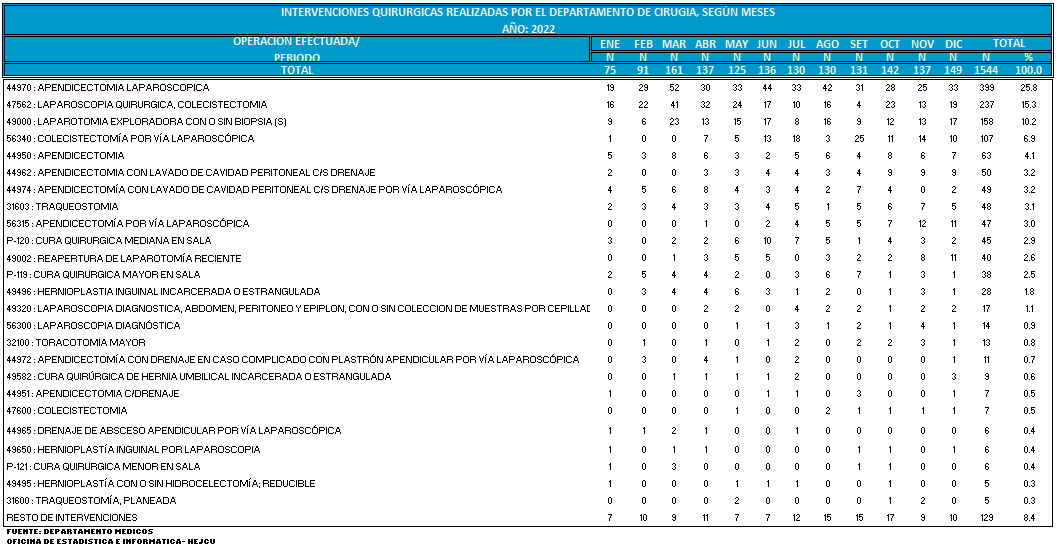 INTERVENCIONES QUIRURGICAS REALIZADAS POR EL DEPARTAMENTO DE CIRUGIA, SEGÙN MESES
AÑO: 2022
OPERACIÓN EFECTUADA/ ENE FEB MAR ABR MAY JUN JUL AGO SET OCT NOV DIC TOTAL
PERIODO N N N N N N N N N N N N N %
TOTAL 75 91 161 137 125 136 130 130 131 142 137 149 1544 100.0
44970 : APENDICECTOMIA LAPAROSCOPICA 19 29 52 30 33 44 33 42 31 28 25 33 399 25.8
47562 : LAPAROSCOPIA QUIRURGICA, COLECISTECTOMIA 16 22 41 32 24 17 10 16 4 23 13 19 237 15.3
49000 : LAPAROTOMIA EXPLORADORA CON O SIN BIOPSIA (S) 9 6 23 13 15 17 8 16 9 12 13 17 158 10.2
56340 : COLECISTECTOMÍA POR VÍA LAPAROSCÓPICA 1 0 0 7 5 13 18 3 25 11 14 10 107 6.9
44950 : APENDICECTOMIA 5 3 8 6 3 2 5 6 4 8 6 7 63 4.1
44962 : APENDICECTOMIA CON LAVADO DE CAVIDAD PERITONEAL C/S DRENAJE 2 0 0 3 3 4 4 3 4 9 9 9 50 3.2
44974 : APENDICECTOMÍA CON LAVADO DE CAVIDAD PERITONEAL C/S DRENAJE POR VÍA LAPAROSCÓPICA 4 5 6 8 4 3 4 2 7 4 0 2 49 3.2
31603 : TRAQUEOSTOMIA 2 3 4 3 3 4 5 1 5 6 7 5 48 3.1
56315 : APENDICECTOMÍA POR VÍA LAPAROSCÓPICA 0 0 0 1 0 2 4 5 5 7 12 11 47 3.0
P-120 : CURA QUIRURGICA MEDIANA EN SALA 3 0 2 2 6 10 7 5 1 4 3 2 45 2.9
49002 : REAPERTURA DE LAPAROTOMÍA RECIENTE 0 0 1 3 5 5 0 3 2 2 8 11 40 2.6
P-119 : CURA QUIRURGICA MAYOR EN SALA 2 5 4 4 2 0 3 6 7 1 3 1 38 2.5
49496 : HERNIOPLASTIA INGUINAL INCARCERADA O ESTRANGULADA 0 3 4 4 6 3 1 2 0 1 3 1 28 1.8
49320 : LAPAROSCOPIA DIAGNOSTICA, ABDOMEN, PERITONEO Y EPIPLON, CON O SIN COLECCION DE MUESTRAS POR CEPILLAD 0 0 0 2 2 0 4 2 2 1 2 2 17 1.1
56300 : LAPAROSCOPIA DIAGNÓSTICA 0 0 0 0 1 1 3 1 2 1 4 1 14 0.9
32100 : TORACOTOMIA MAYOR 0 1 0 1 0 1 2 0 2 2 3 1 13 0.8
44972 : APENDICECTOMÍA CON DRENAJE EN CASO COMPLICADO CON PLASTRÓN APENDICULAR POR VÍA LAPAROSCÓPICA 0 3 0 4 1 0 2 0 0 0 0 1 11 0.7
49582 : CURA QUIRÚRGICA DE HERNIA UMBILICAL INCARCERADA O ESTRANGULADA 0 0 1 1 1 1 2 0 0 0 0 3 9 0.6
44951 : APENDICECTOMIA C/DRENAJE 1 0 0 0 0 1 1 0 3 0 0 1 7 0.5
47600 : COLECISTECTOMIA 0 0 0 0 1 0 0 2 1 1 1 1 7 0.5
44965 : DRENAJE DE ABSCESO APENDICULAR POR VÍA LAPAROSCÓPICA 1 1 2 1 0 0 1 0 0 0 0 0 6 0.4
49650 : HERNIOPLASTÍA INGUINAL POR LAPAROSCOPIA 1 0 1 1 0 1 0 0 1 1 0 0 6 0.4
P-121 : CURA QUIRURGICA MENOR EN SALA 1 0 3 0 0 0 0 0 1 1 0 0 6 0.4
49495 : HERNIOPLASTÍA CON O SIN HIDROCELECTOMÍA; REDUCIBLE 1 0 0 0 1 1 1 0 0 1 0 0 5 0.3
31600 : TRAQUEOSTOMÍA, PLANEADA 0 0 0 0 2 0 0 0 0 1 2 0 5 0.3
RESTO DE INTERVENCIONES 7 10 9 11 7 7 12 15 15 17 9 10 129 8.4
FUENTE: DEPARTAMENTO MEDICOS
OFICINA DE ESTADISTICA E INFORMATICA- HEJCU